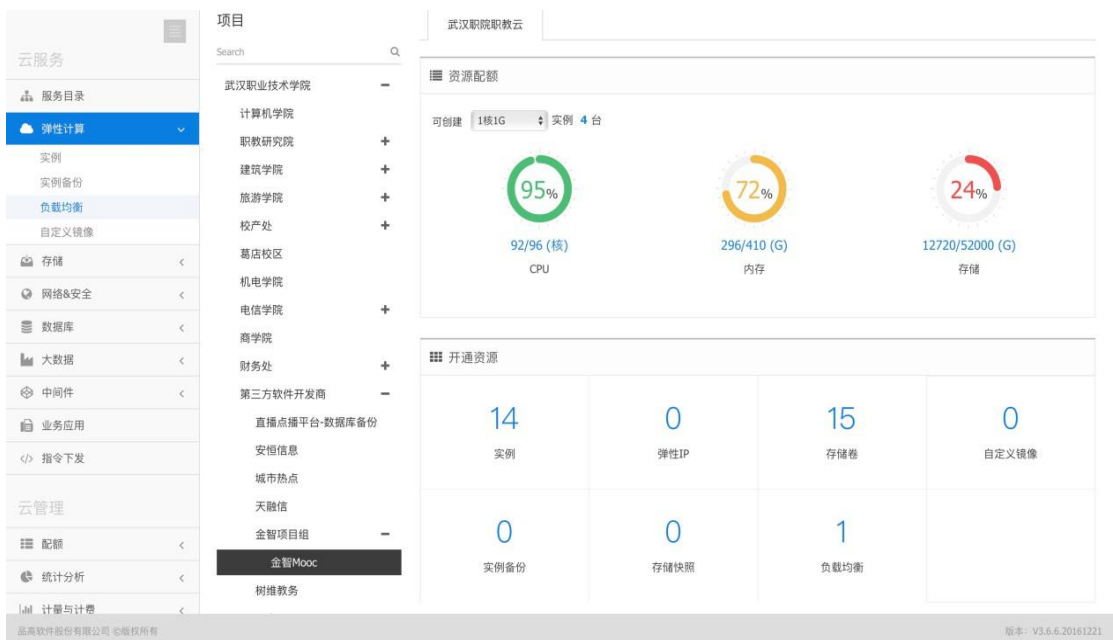 云服务
服务目录
弹性计算
实例
实例备份
负载均衡
自定义镜像
存储
网络&安全
数据库
大数据
中间件
业务应用
指令下发
云管理
配额
统计分析
计量与计费
项目
Search
武汉职业技术学院
计算机学院
职教研究院
建筑学院
旅游学院
校产处
葛店校区
机电学院
电信学院
商学院
财务处
第三方软件开发商
直播点播平台-数据库备份
安恒信息
城市热点
天融信
金智项目组
金智Mooc
树维教务
武汉职院职教云
资源配额
可创建 1核1G 实例 4 台
95% 72% 24%
92/96 (核) 296/410 (G) 12720/52000 (G)
CPU 内存 存储
开通资源
14 0 15 0
实例 弹性IP 存储卷 自定义镜像
0 0 1
实例备份 存储快照 负载均衡
品高软件股份有限公司 ©版权所有 版本: V3.6.6.20161221